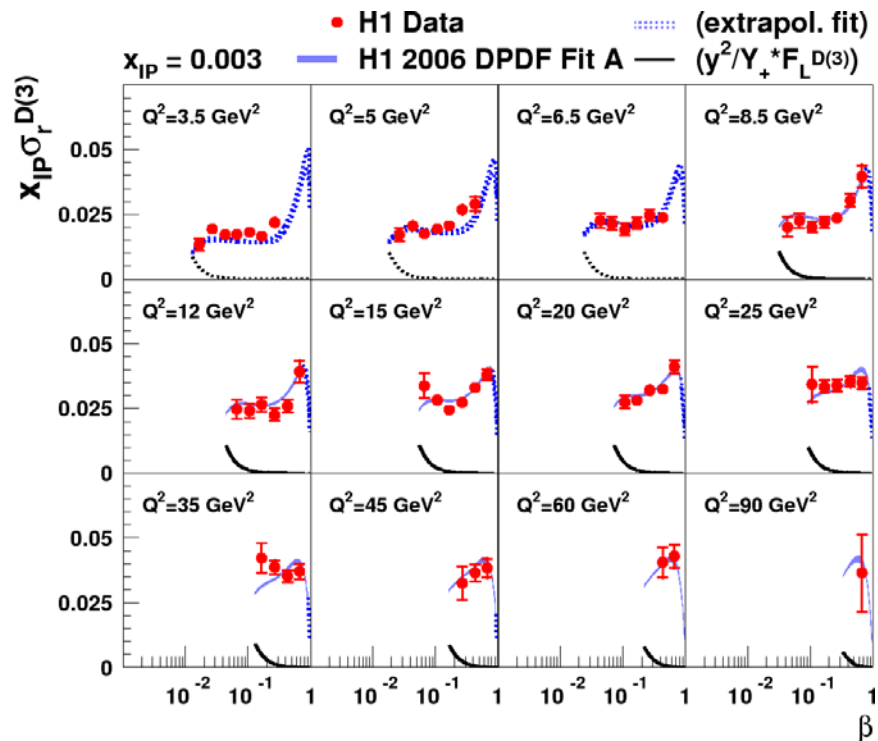 H1 Data (extrapol. fit)
x_IP = 0.003 H1 2006 DPDF Fit A (y²/Y₊*F_L^D(3))
x_IP σ_r^D(3)
Q²=3.5 GeV² Q²=5 GeV² Q²=6.5 GeV² Q²=8.5 GeV²
0.05
0.025
0
Q²=12 GeV² Q²=15 GeV² Q²=20 GeV² Q²=25 GeV²
0.05
0.025
0
Q²=35 GeV² Q²=45 GeV² Q²=60 GeV² Q²=90 GeV²
0.05
0.025
0
10⁻² 10⁻¹ 1 10⁻² 10⁻¹ 1 10⁻² 10⁻¹ 1 10⁻² 10⁻¹ 1
β